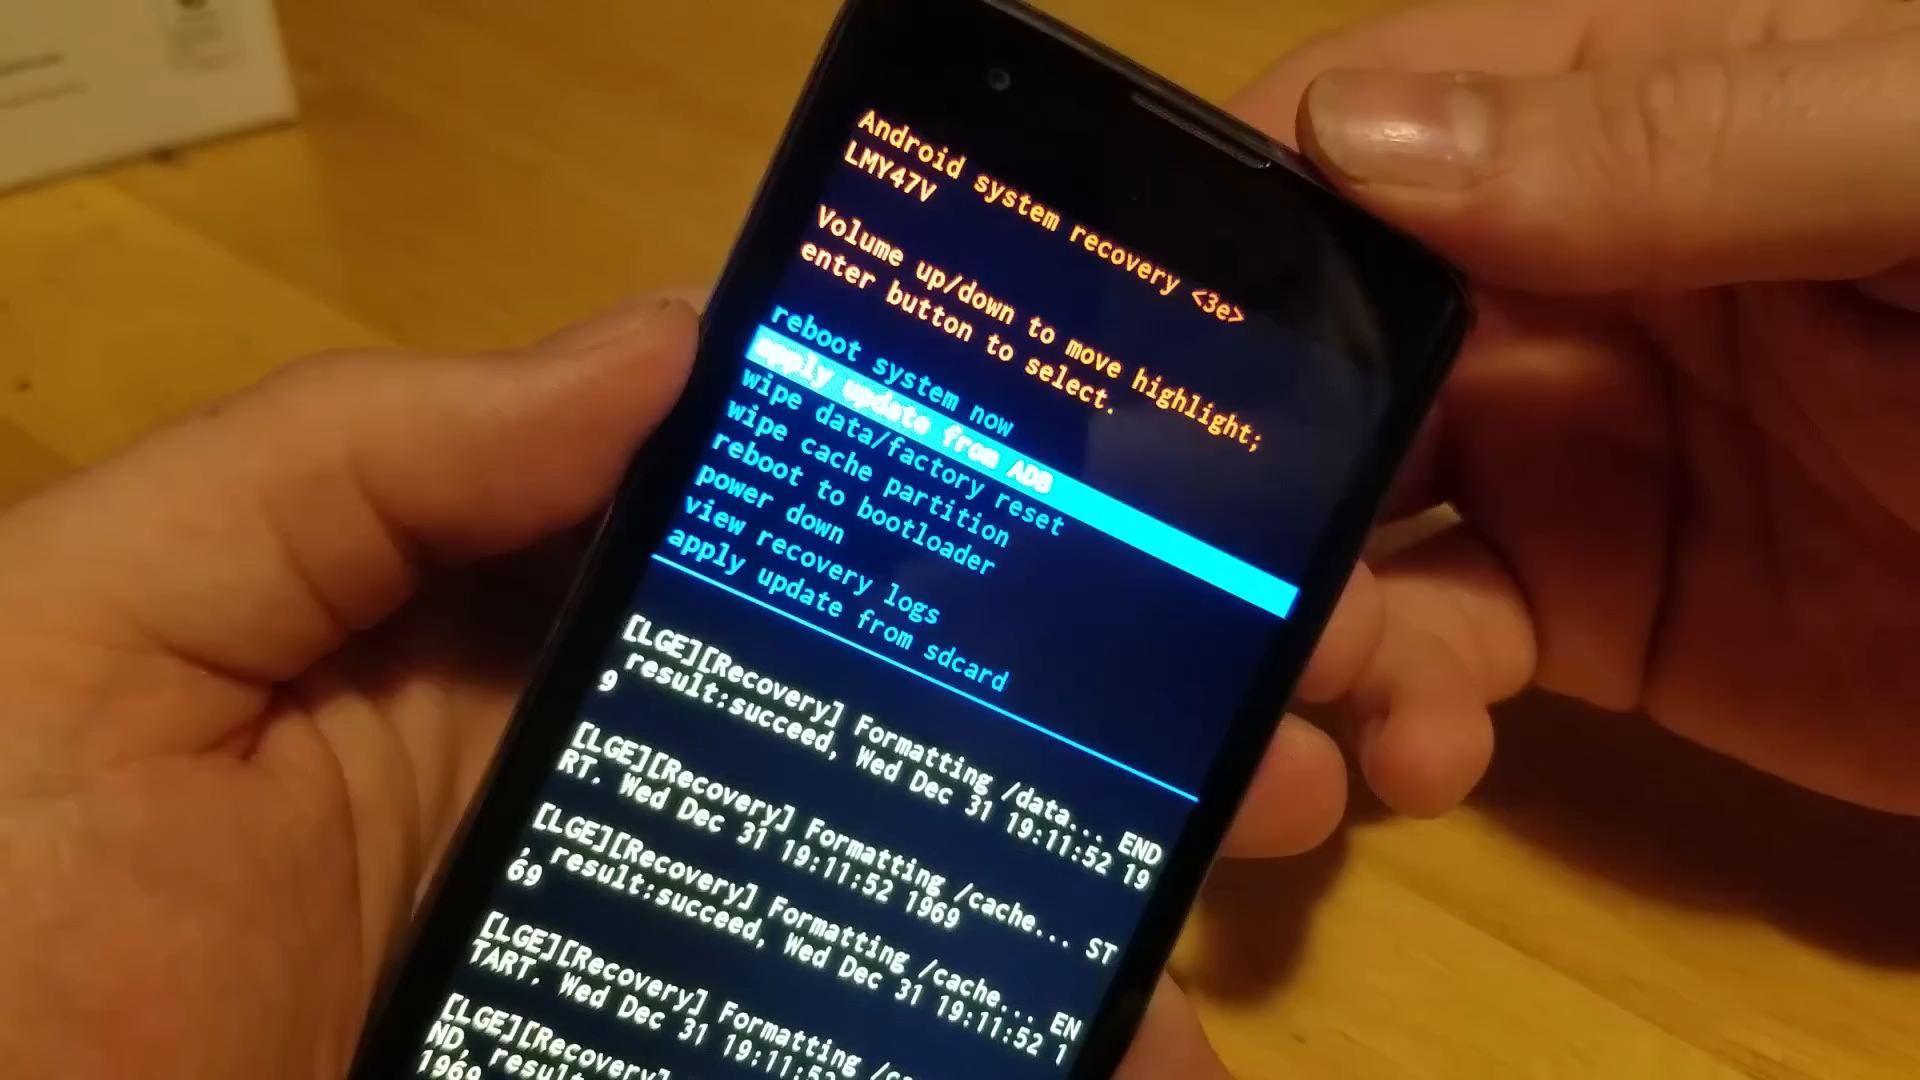 Android system recovery <3e>
LMY47V
Volume up/down to move highlight;
enter button to select.
reboot system now
apply update from ADB
wipe data/factory reset
wipe cache partition
reboot to bootloader
power down
view recovery logs
apply update from sdcard
[LGE][Recovery] Formatting /data... END
result:succeed, Wed Dec 31 19:11:52 19
9
[LGE][Recovery] Formatting /cache... ST
RT. Wed Dec 31 19:11:52 1969
[LGE][Recovery] Formatting /cache... EN
, result:succeed, Wed Dec 31 19:11:52 1
69
[LGE][Recovery] Formatting /ca
TART. Wed Dec 31 19:11:52
[LGE][Recovery]
ND, result:
1969